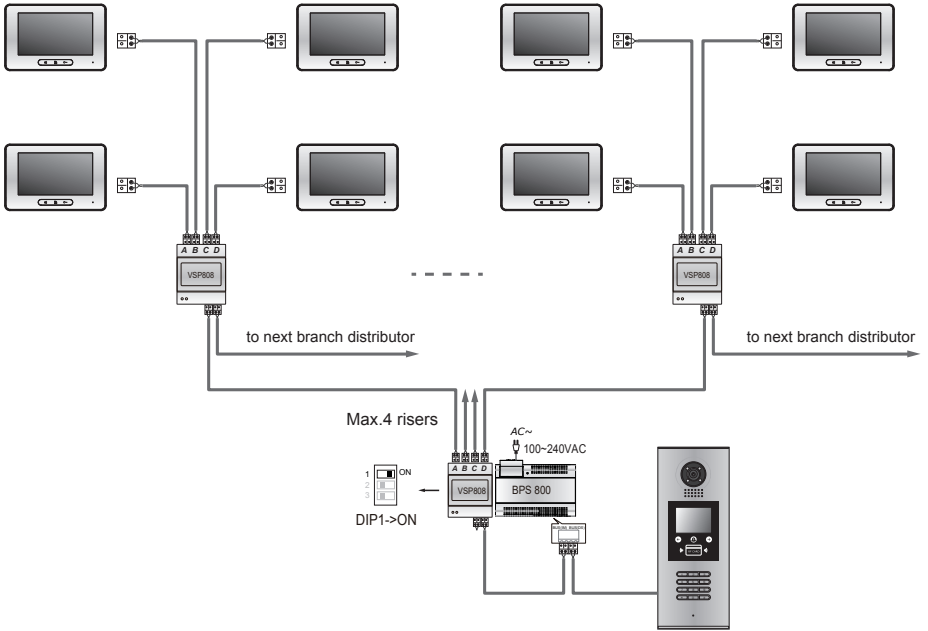 A B C D
VSP808
A B C D
VSP808
to next branch distributor
to next branch distributor
Max.4 risers
AC~
100~240VAC
A B C D
VSP808
BPS 800
1
ON
2
3
DIP1->ON